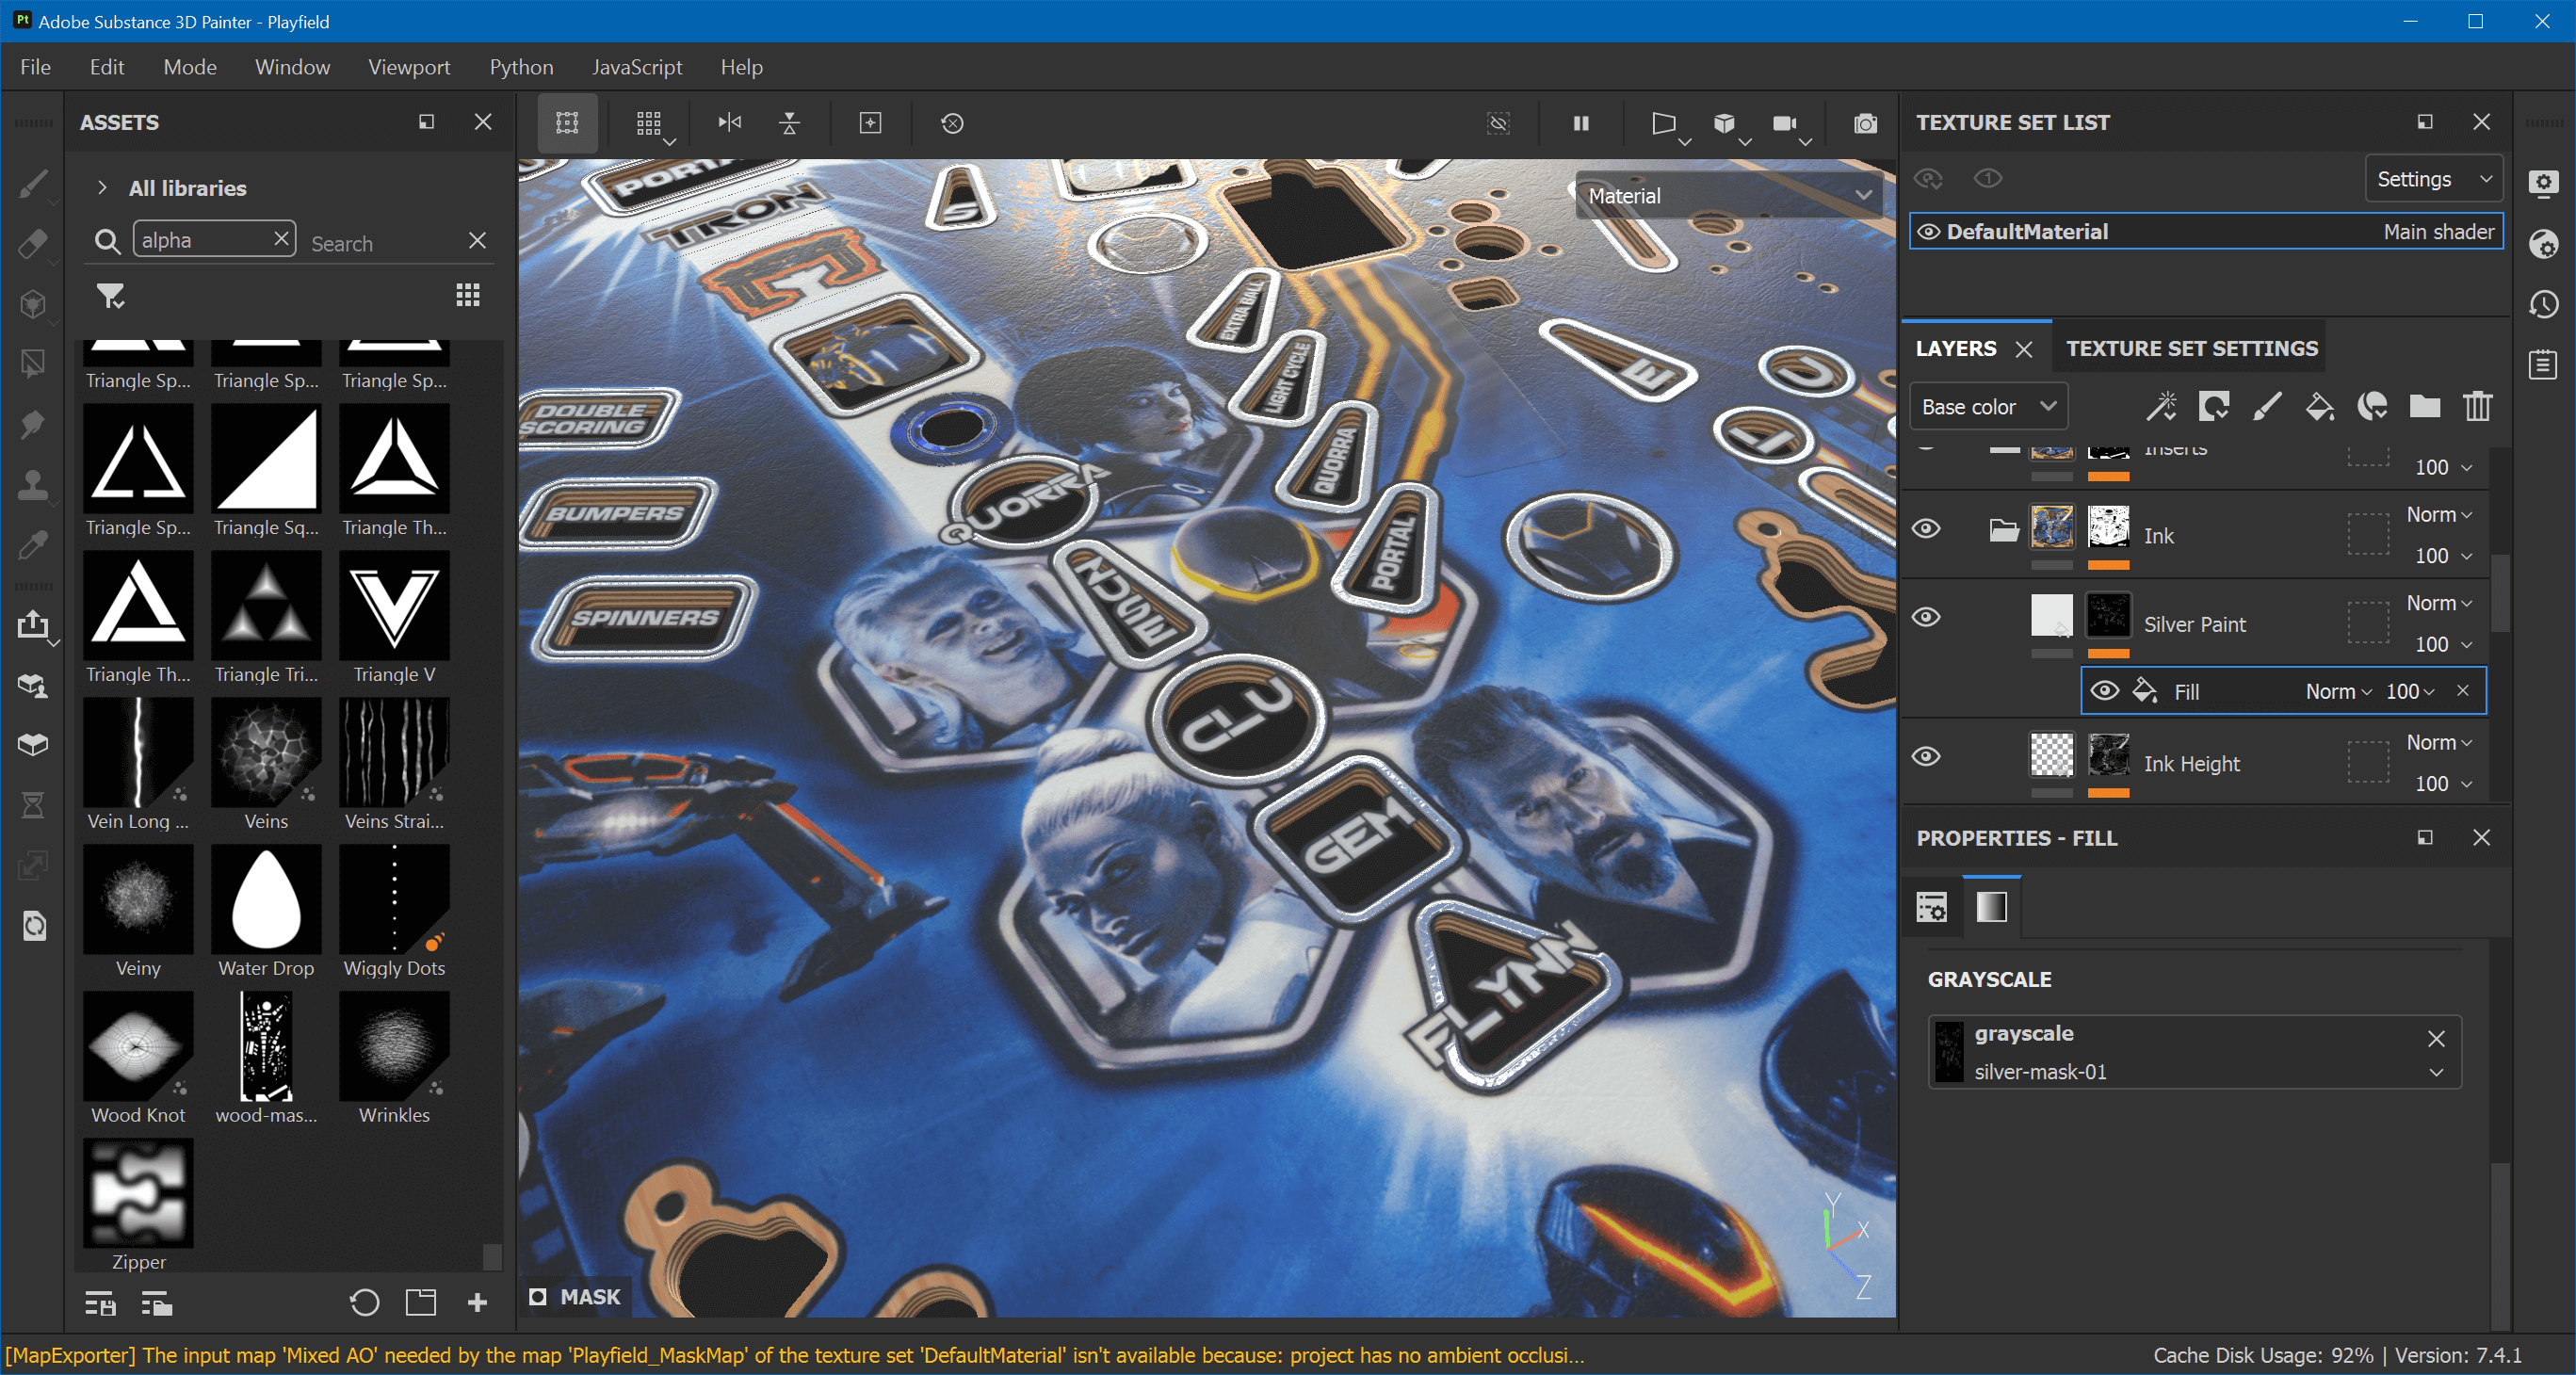 Pt Adobe Substance 3D Painter - Playfield
File Edit Mode Window Viewport Python JavaScript Help
ASSETS
All libraries
alpha Search
Triangle Sp... Triangle Sp... Triangle Sp...
Triangle Sp... Triangle Sq... Triangle Th...
Triangle Th... Triangle Tri... Triangle V
Vein Long ... Veins Veins Strai...
Veiny Water Drop Wiggly Dots
Wood Knot wood-mas... Wrinkles
Zipper
Material
PORTAL
TRON
S
EXTRA BALL
LIGHT CYCLE
QUORRA
PORTAL
E
DOUBLE
SCORING
BUMPERS
SPINNERS
QUORRA
ZUSE
CLU
GEM
FLYNN
Y
X
Z
MASK
TEXTURE SET LIST
1
Settings
DefaultMaterial Main shader
LAYERS TEXTURE SET SETTINGS
Base color
Inserts
100
Norm
Ink
100
Norm
Silver Paint
100
Fill Norm 100
Norm
Ink Height
100
PROPERTIES - FILL
GRAYSCALE
grayscale
silver-mask-01
[MapExporter] The input map 'Mixed AO' needed by the map 'Playfield_MaskMap' of the texture set 'DefaultMaterial' isn't available because: project has no ambient occlusi...
Cache Disk Usage: 92% | Version: 7.4.1